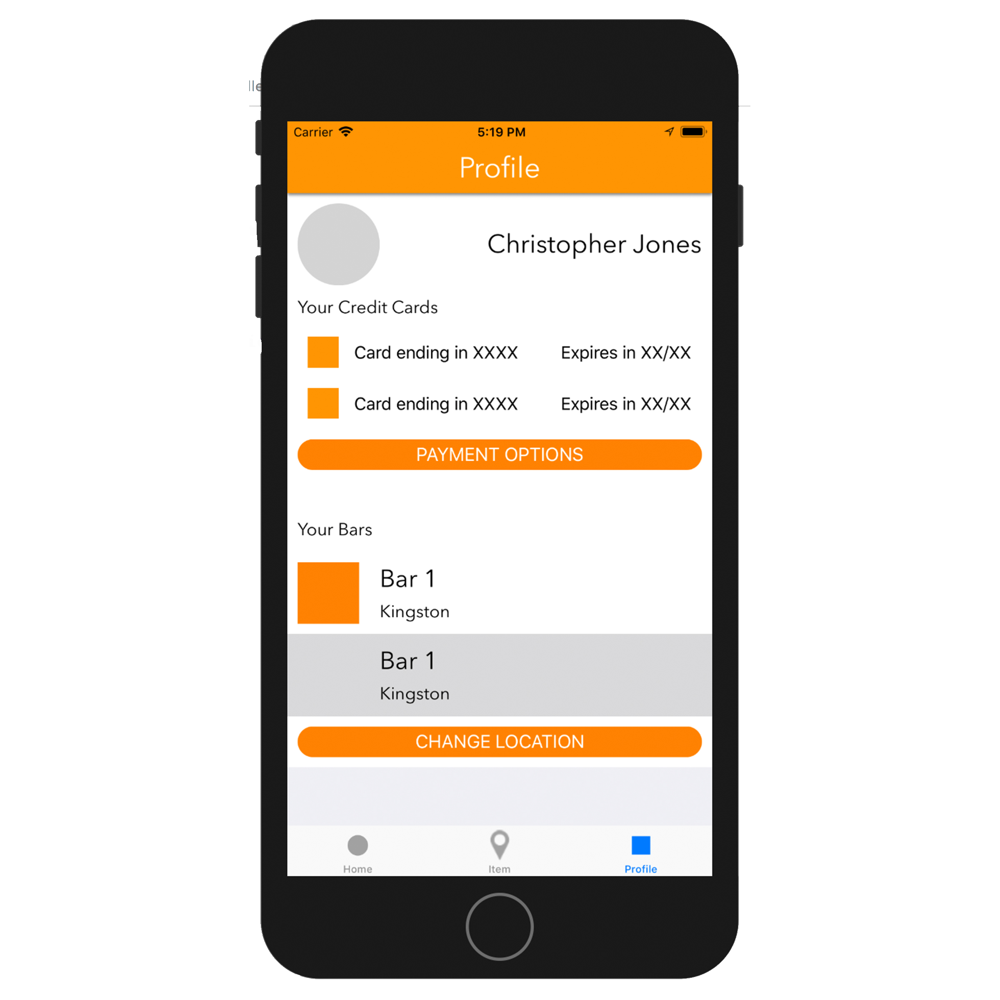 lle
Carrier 5:19 PM
Profile
Christopher Jones
Your Credit Cards
Card ending in XXXX Expires in XX/XX
Card ending in XXXX Expires in XX/XX
PAYMENT OPTIONS
Your Bars
Bar 1
Kingston
Bar 1
Kingston
CHANGE LOCATION
Home Item Profile